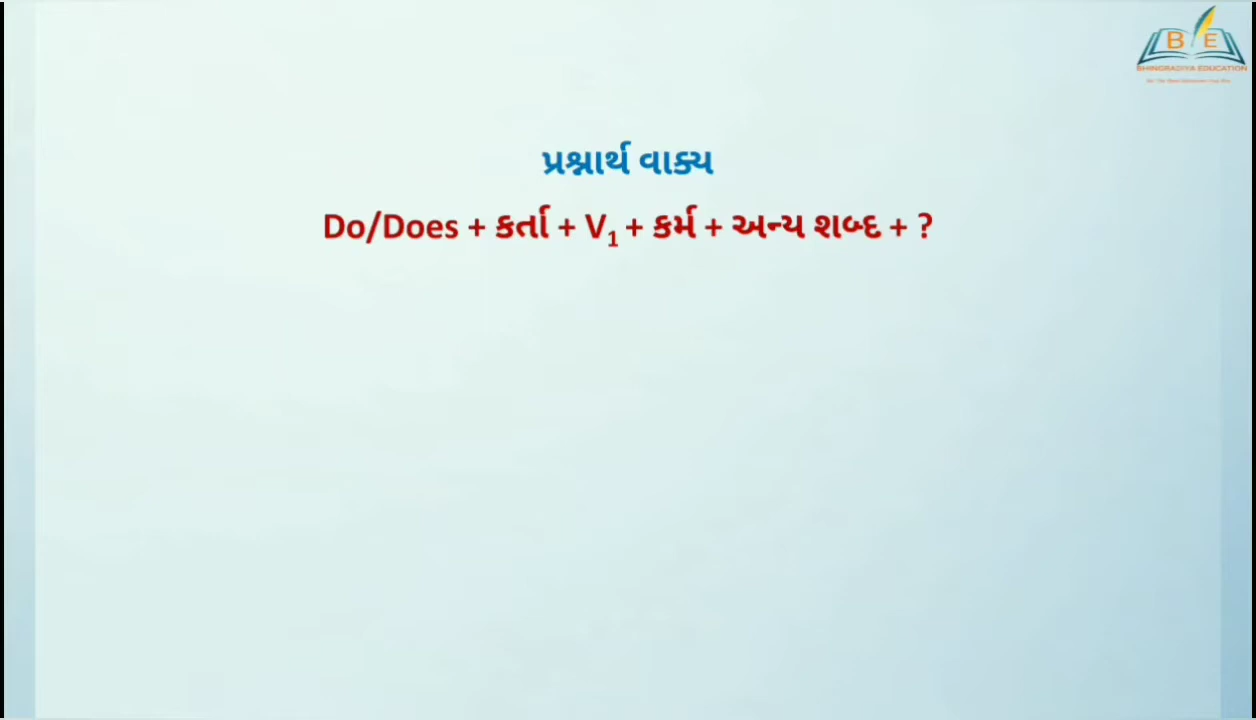 B E
BHINGRADIYA EDUCATION
પ્રશ્નાર્થ વાક્ય
Do/Does + કર્તા + V₁ + કર્મ + અન્ય શબ્દ + ?